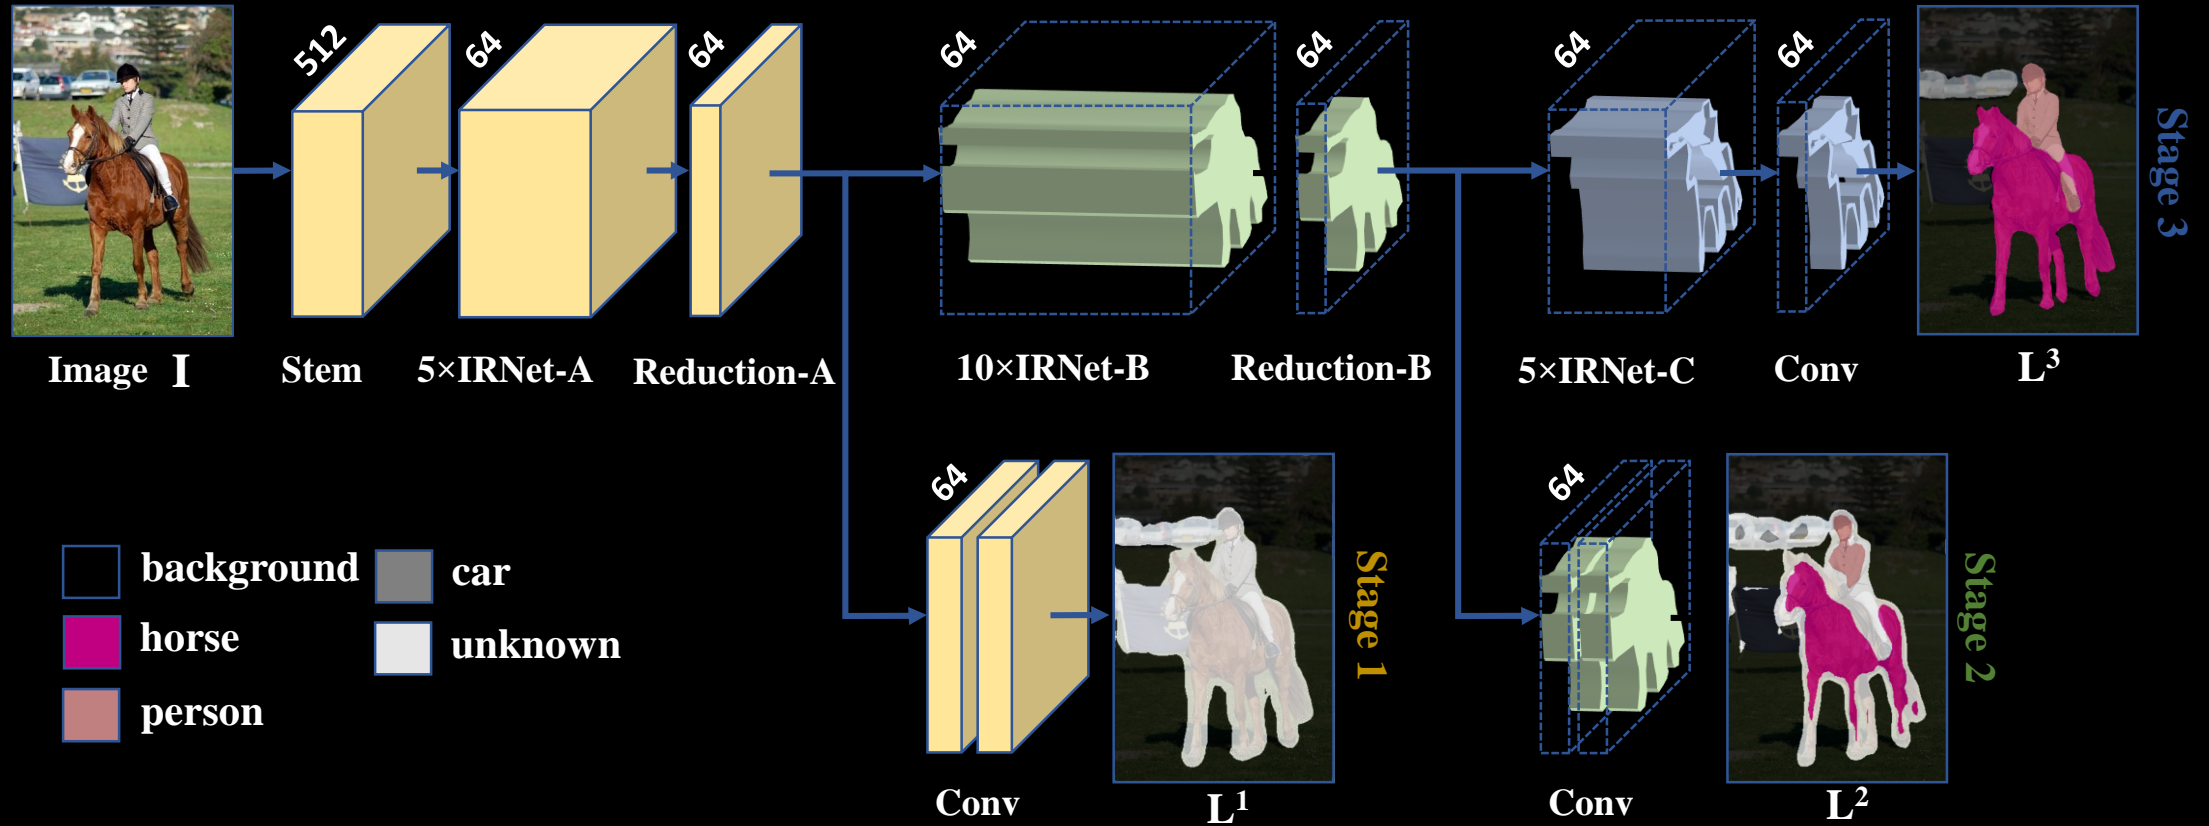 512
64
64
64
64
64
64
Stage 3
Image I
Stem
5×IRNet-A
Reduction-A
10×IRNet-B
Reduction-B
5×IRNet-C
Conv
L³
64
64
background
car
horse
unknown
person
Stage 1
Stage 2
Conv
L¹
Conv
L²